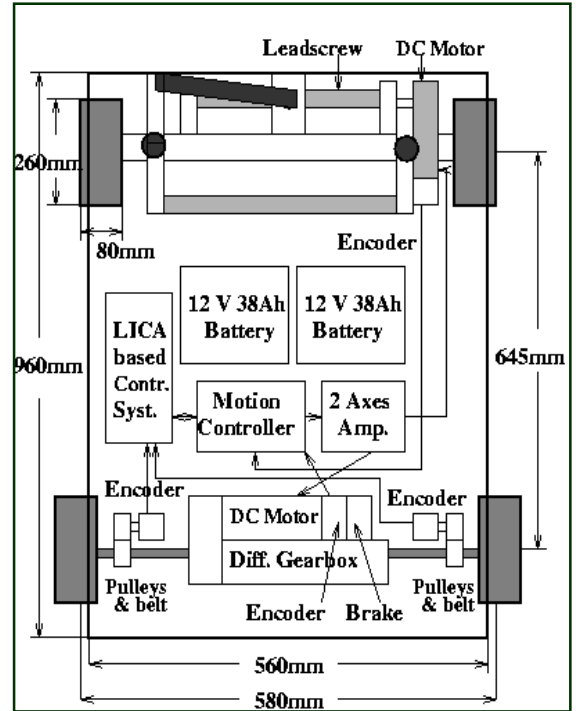 Leadscrew
DC Motor
260mm
80mm
Encoder
12 V 38Ah
Battery
12 V 38Ah
Battery
LICA
based
Contr.
Syst.
960mm
645mm
Motion
Controller
2 Axes
Amp.
Encoder
Encoder
DC Motor
Diff. Gearbox
Pulleys
& belt
Pulleys
& belt
Encoder
Brake
560mm
580mm